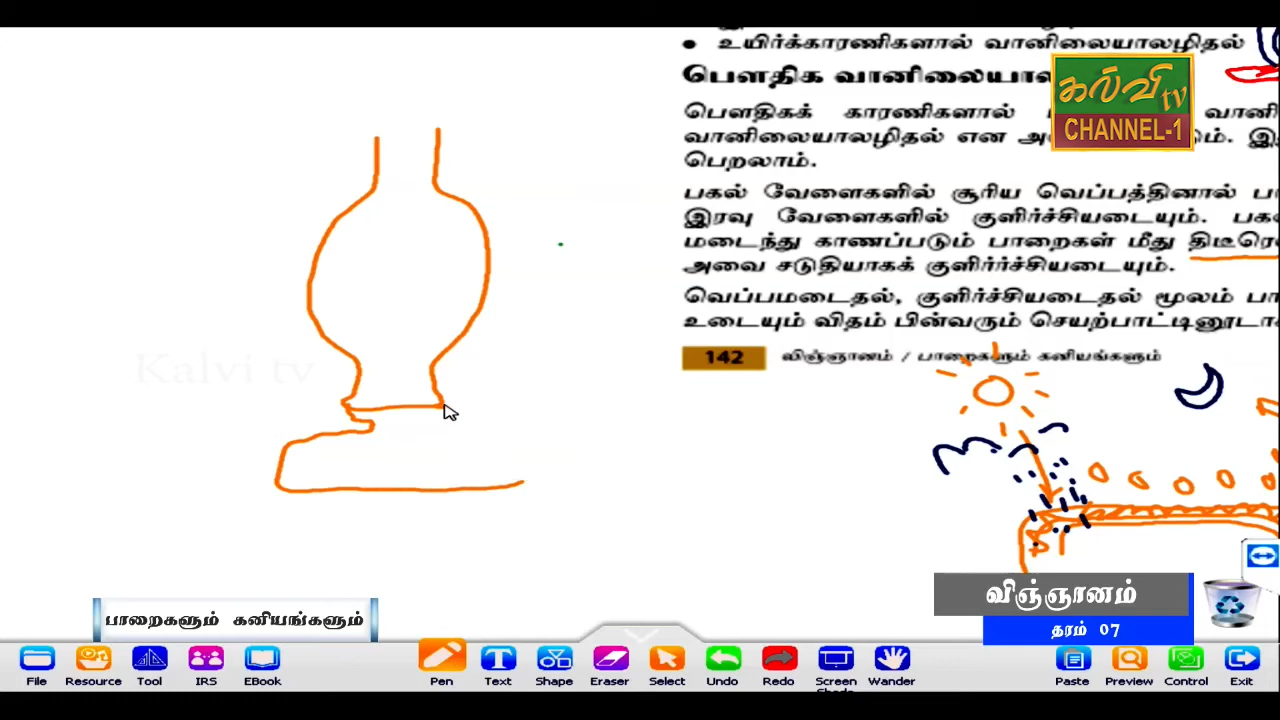 • உயிர்க்காரணிகளால் வானிலையாலழிதல்
பௌதிக வானிலையா
பௌதிகக் காரணிகளால்
வானிலையாலழிதல் என
பெறலாம்.
பகல் வேளைகளில் சூரிய வெப்பத்தினால்
இரவு வேளைகளில் குளிர்ச்சியடையும்.
மடைந்து காணப்படும் பாறைகள் மீது திடீரெ
அவை சடுதியாகக் குளிர்ர்ச்சியடையும்.
வெப்பமடைதல், குளிர்ச்சியடைதல் மூலம் பா
உடையும் விதம் பின்வரும் செயற்பாட்டினூடா
142 விஞ்ஞானம் / பாறைகளும் கனியங்களும்
கல்வி tv
CHANNEL-1
Kalvi tv
விஞ்ஞானம்
தரம் 07
பாறைகளும் கனியங்களும்
File Resource Tool IRS EBook Pen Text Shape Eraser Select Undo Redo Screen Wander Paste Preview Control Exit